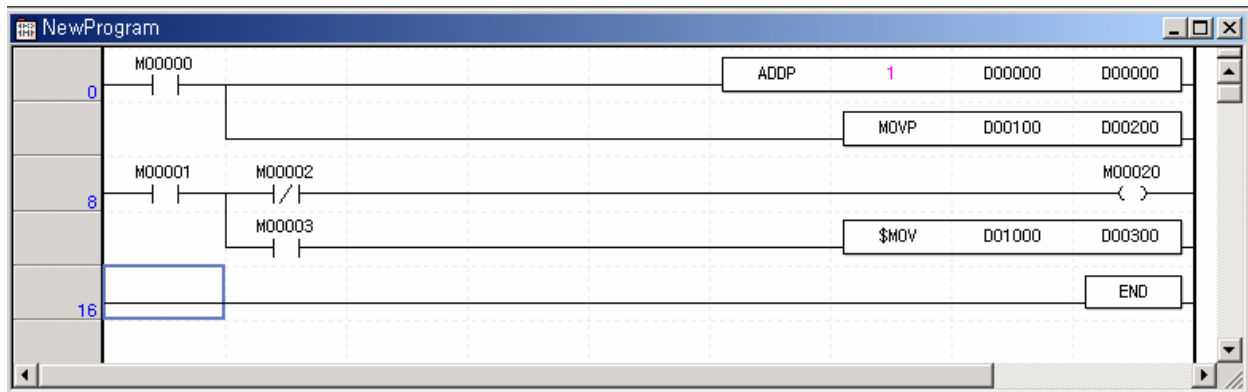 NewProgram
M00000
0 ADDP 1 D00000 D00000
MOVP D00100 D00200
M00001 M00002 M00020
8
M00003
$MOV D01000 D00300
END
16